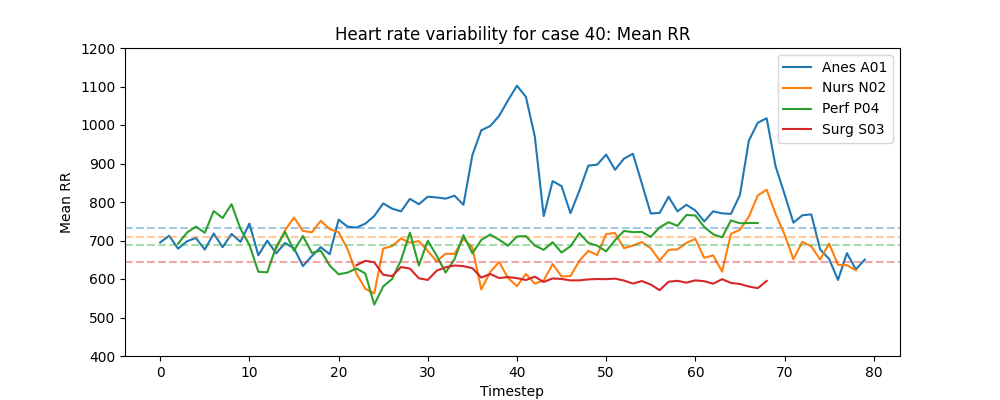 Heart rate variability for case 40: Mean RR
1200
1100
1000
900
800
700
600
500
400
Mean RR
0
10
20
30
40
50
60
70
80
Timestep
Anes A01
Nurs N02
Perf P04
Surg S03